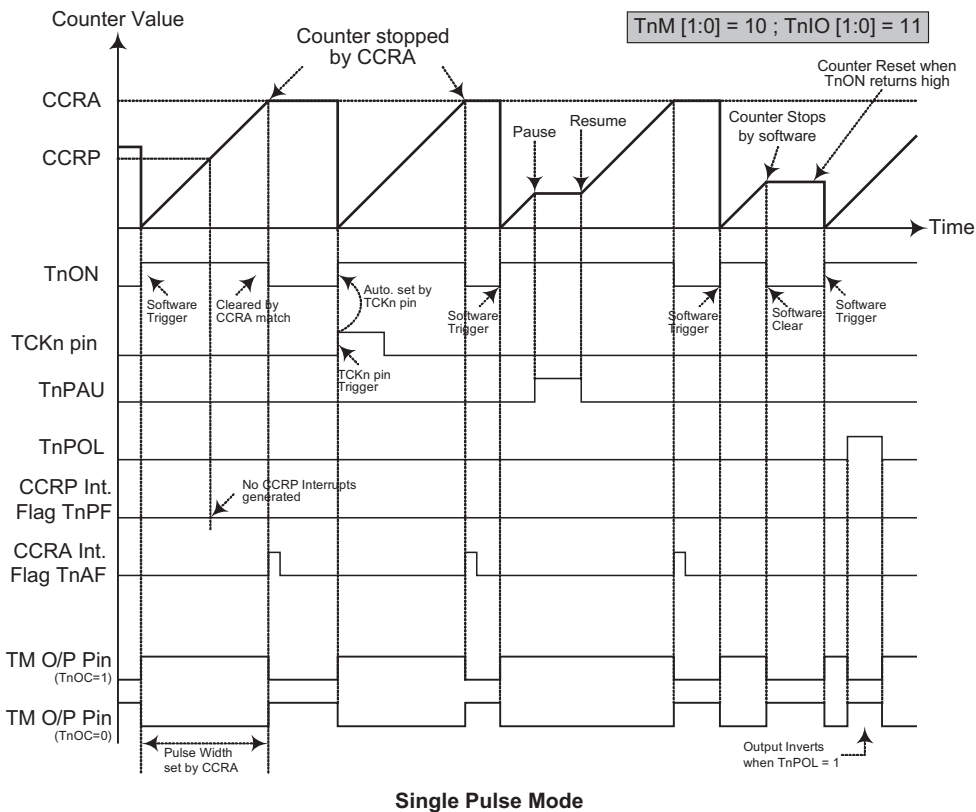 Counter Value
TnM [1:0] = 10 ; TnIO [1:0] = 11
Counter stopped
by CCRA
Counter Reset when
TnON returns high
CCRA
Counter Stops
by software
Pause
Resume
CCRP
Time
TnON
Software
Trigger
Cleared by
CCRA match
Auto. set by
TCKn pin
Software
Trigger
Software
Trigger
Software
Clear
Software
Trigger
TCKn pin
TCKn pin
Trigger
TnPAU
TnPOL
CCRP Int.
Flag TnPF
No CCRP Interrupts
generated
CCRA Int.
Flag TnAF
TM O/P Pin
(TnOC=1)
TM O/P Pin
(TnOC=0)
Pulse Width
set by CCRA
Output Inverts
when TnPOL = 1
Single Pulse Mode